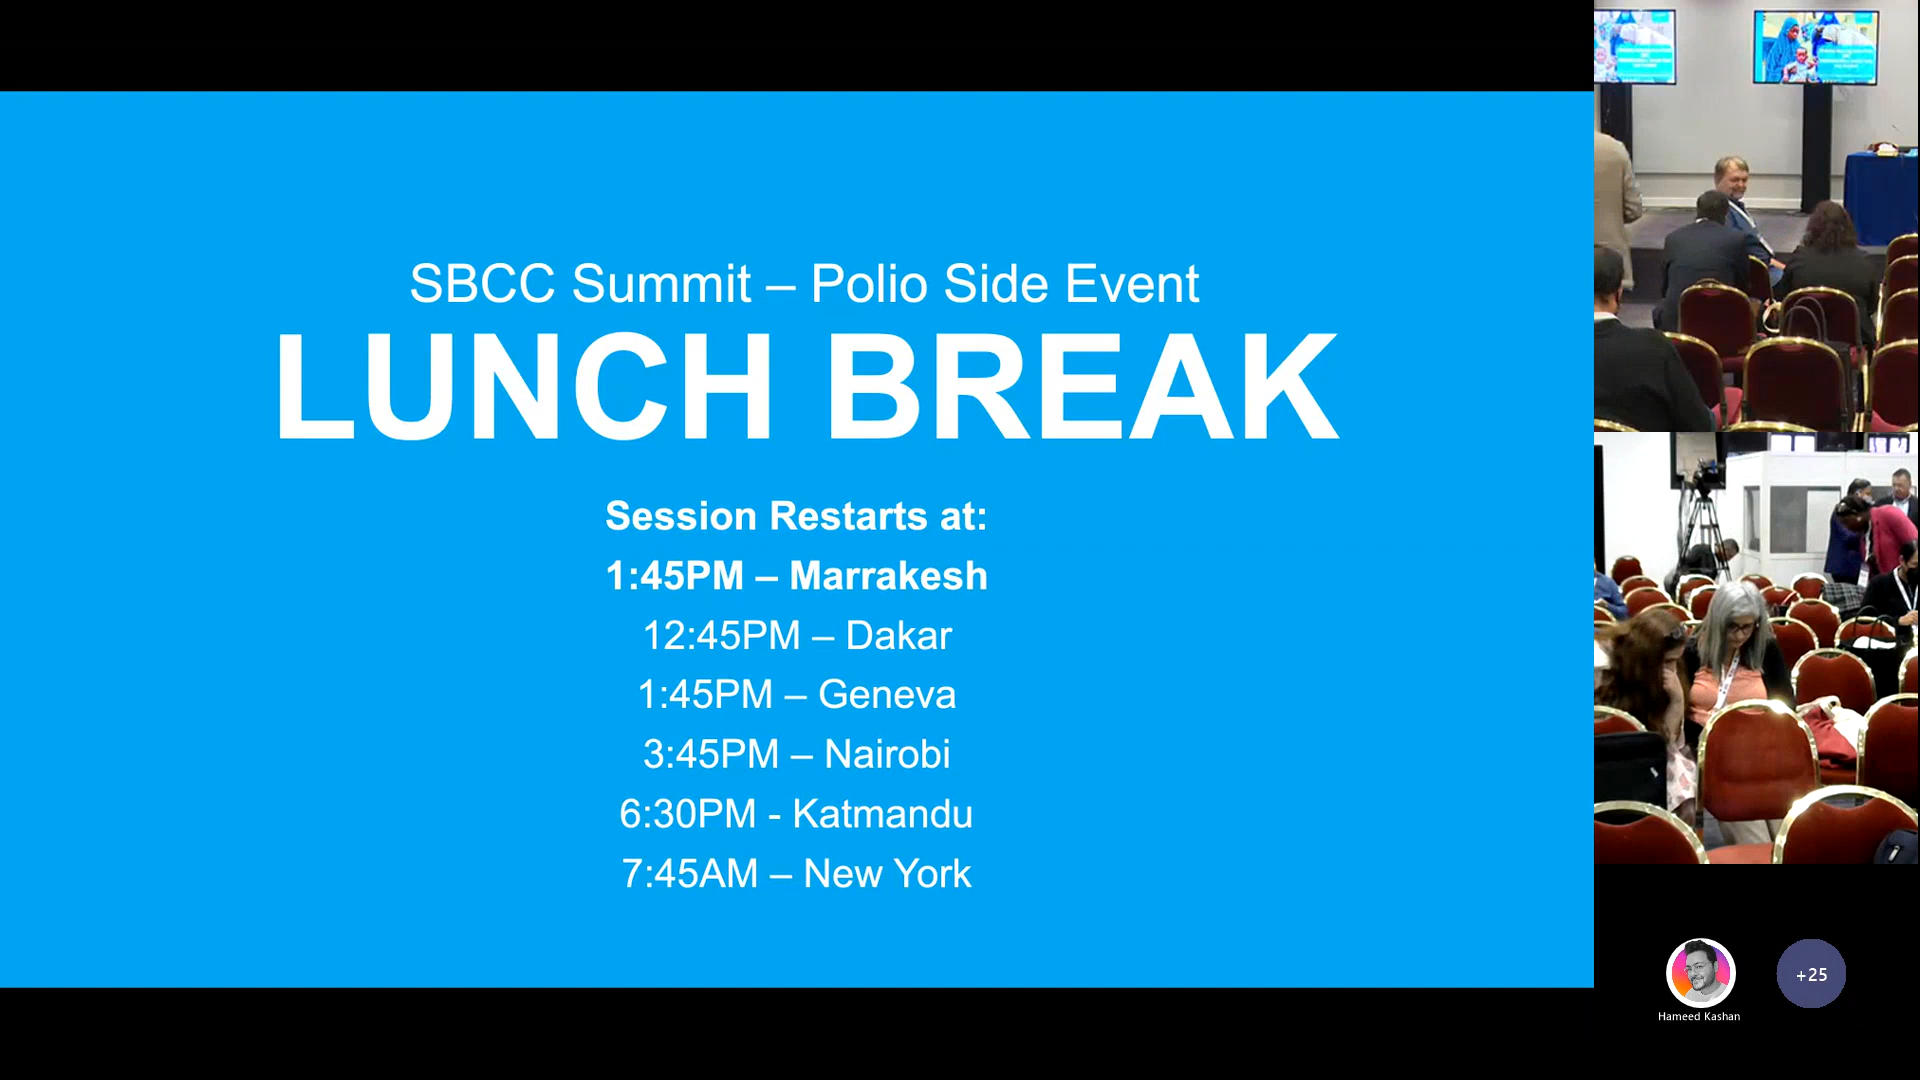 SBCC Summit – Polio Side Event
LUNCH BREAK
Session Restarts at:
1:45PM – Marrakesh
12:45PM – Dakar
1:45PM – Geneva
3:45PM – Nairobi
6:30PM - Katmandu
7:45AM – New York
Hameed Kashan
+25